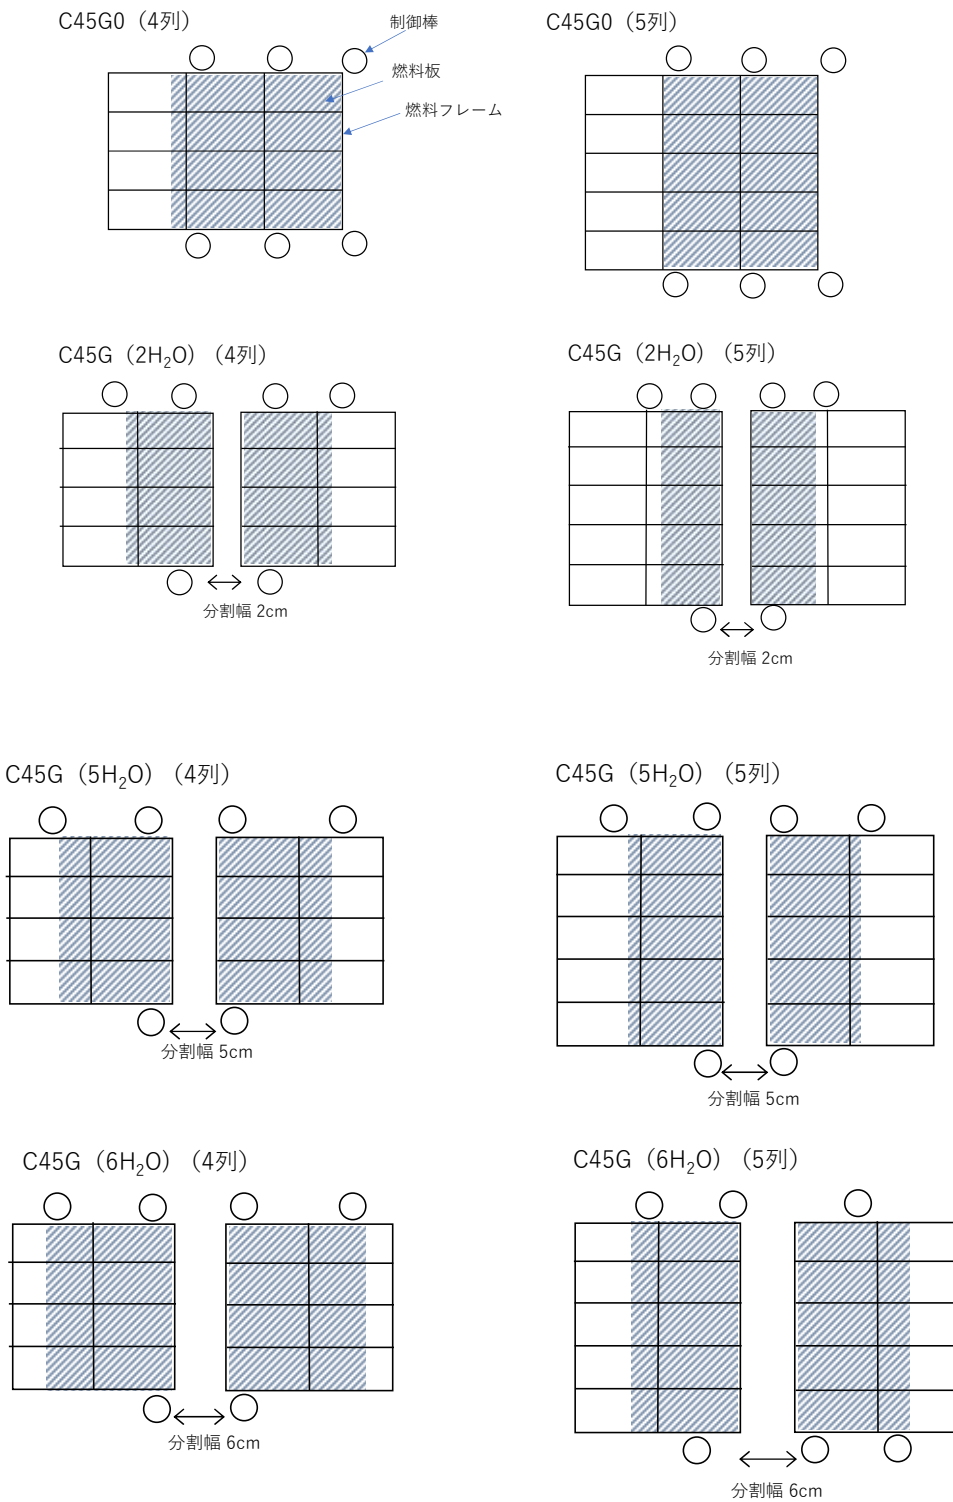 C45G0（4列）
制御棒
燃料板
燃料フレーム
C45G0（5列）
C45G（2H₂O）（4列）
分割幅 2cm
C45G（2H₂O）（5列）
分割幅 2cm
C45G（5H₂O）（4列）
分割幅 5cm
C45G（5H₂O）（5列）
分割幅 5cm
C45G（6H₂O）（4列）
分割幅 6cm
C45G（6H₂O）（5列）
分割幅 6cm